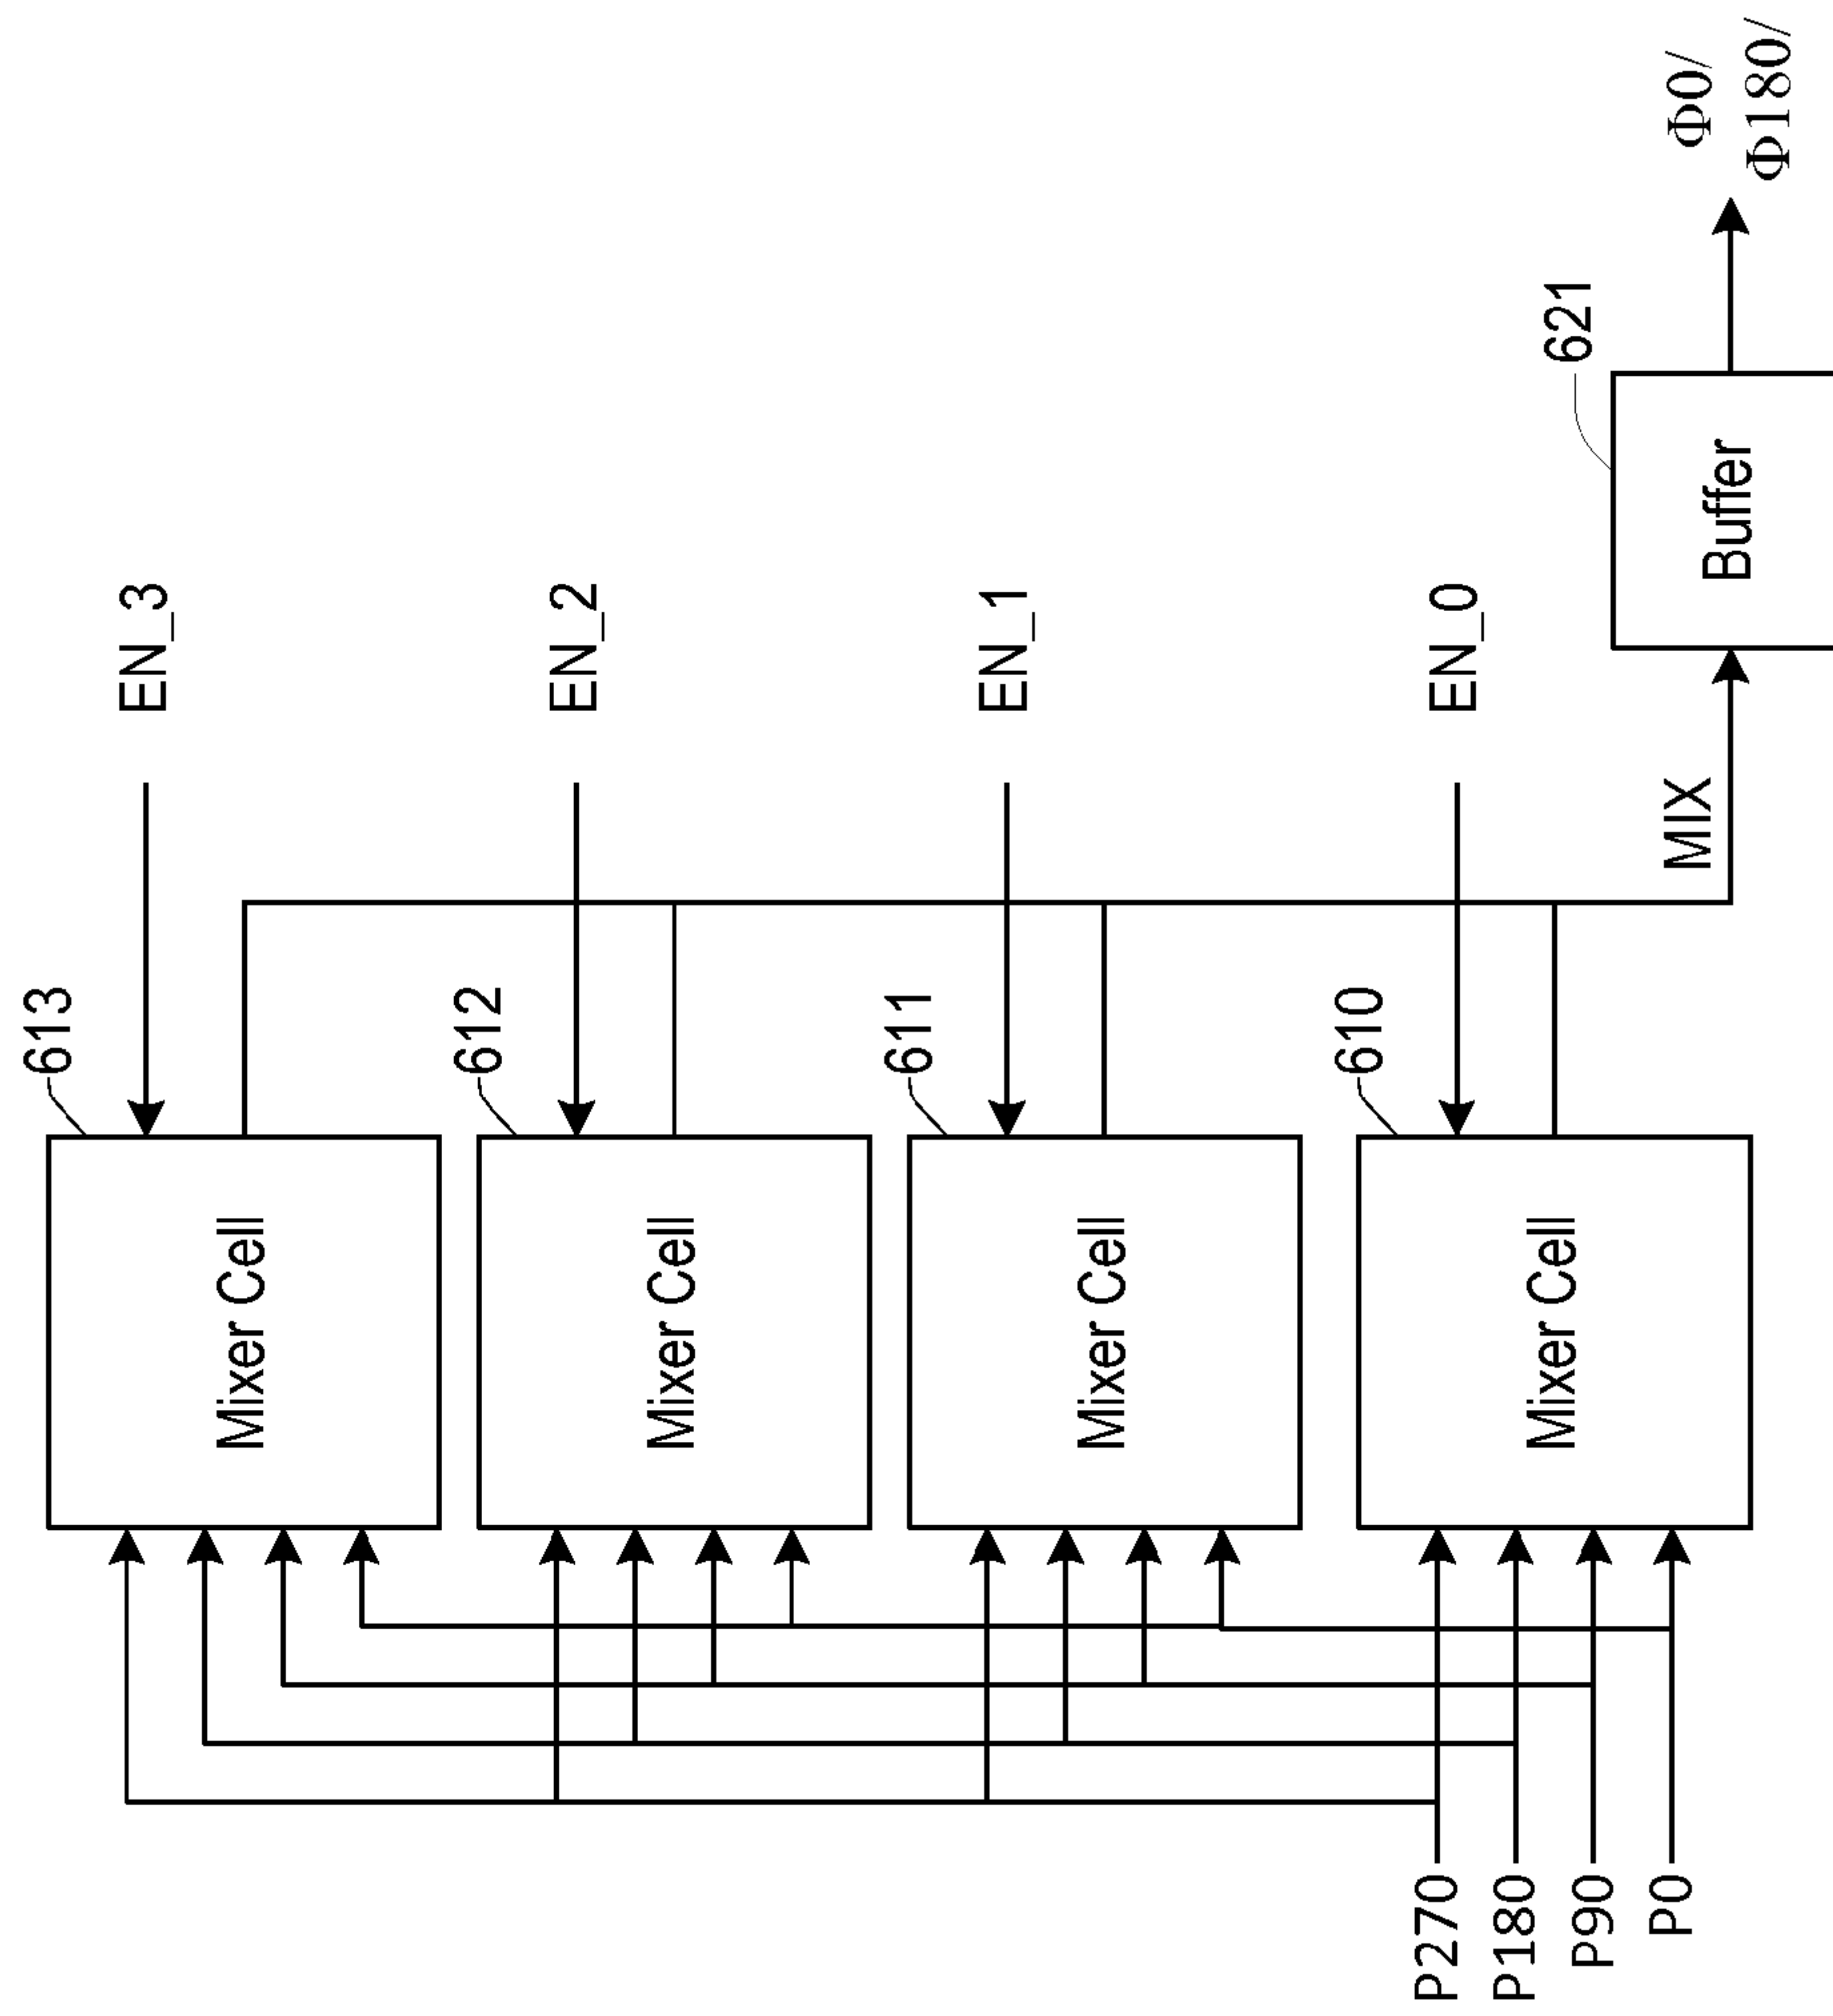 613
Mixer Cell
EN_3
612
Mixer Cell
EN_2
611
Mixer Cell
EN_1
610
Mixer Cell
EN_0
P270
P180
P90
P0
MIX
621
Buffer
Φ0/
Φ180/